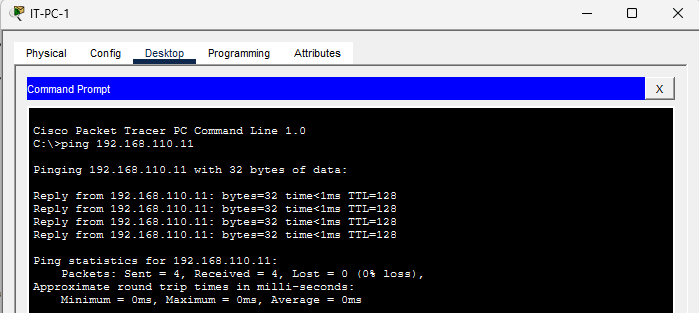 IT-PC-1
Physical Config Desktop Programming Attributes
Command Prompt X
Cisco Packet Tracer PC Command Line 1.0
C:\>ping 192.168.110.11
Pinging 192.168.110.11 with 32 bytes of data:
Reply from 192.168.110.11: bytes=32 time<1ms TTL=128
Reply from 192.168.110.11: bytes=32 time<1ms TTL=128
Reply from 192.168.110.11: bytes=32 time<1ms TTL=128
Reply from 192.168.110.11: bytes=32 time<1ms TTL=128
Ping statistics for 192.168.110.11:
Packets: Sent = 4, Received = 4, Lost = 0 (0% loss),
Approximate round trip times in milli-seconds:
Minimum = 0ms, Maximum = 0ms, Average = 0ms